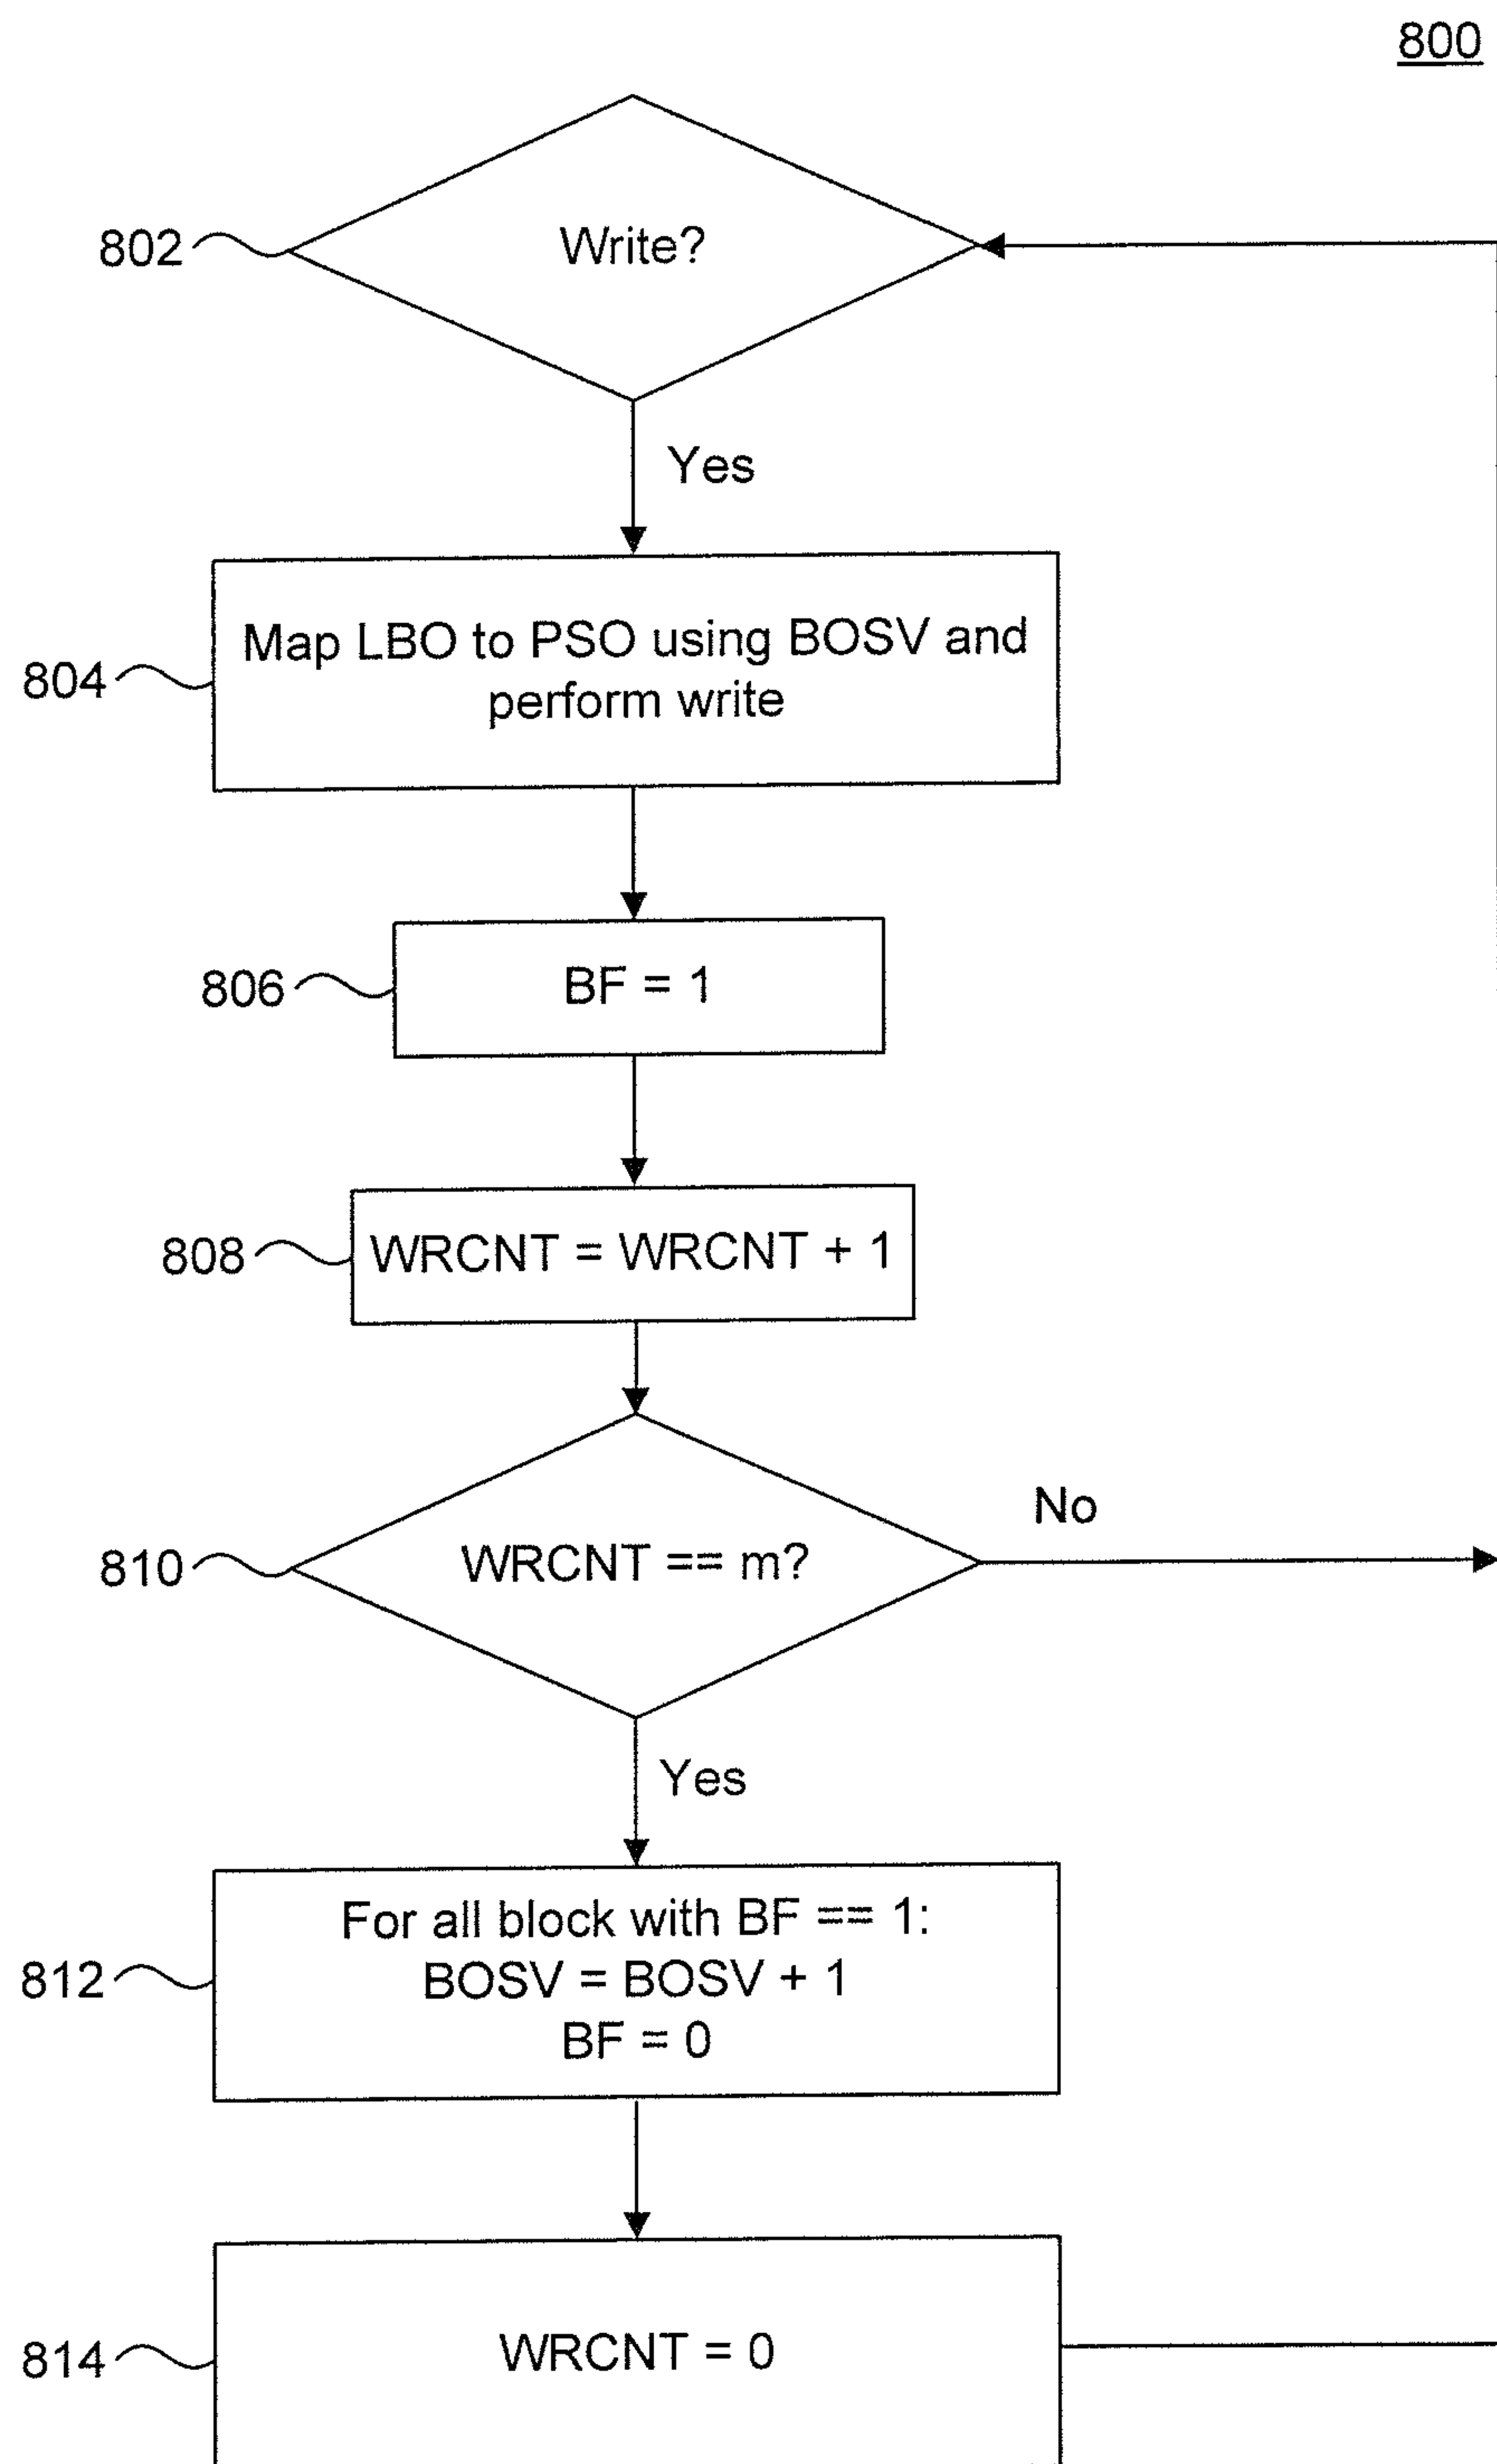 800
802
Write?
Yes
804
Map LBO to PSO using BOSV and
perform write
806
BF = 1
808
WRCNT = WRCNT + 1
No
810
WRCNT == m?
Yes
812
For all block with BF == 1:
BOSV = BOSV + 1
BF = 0
814
WRCNT = 0